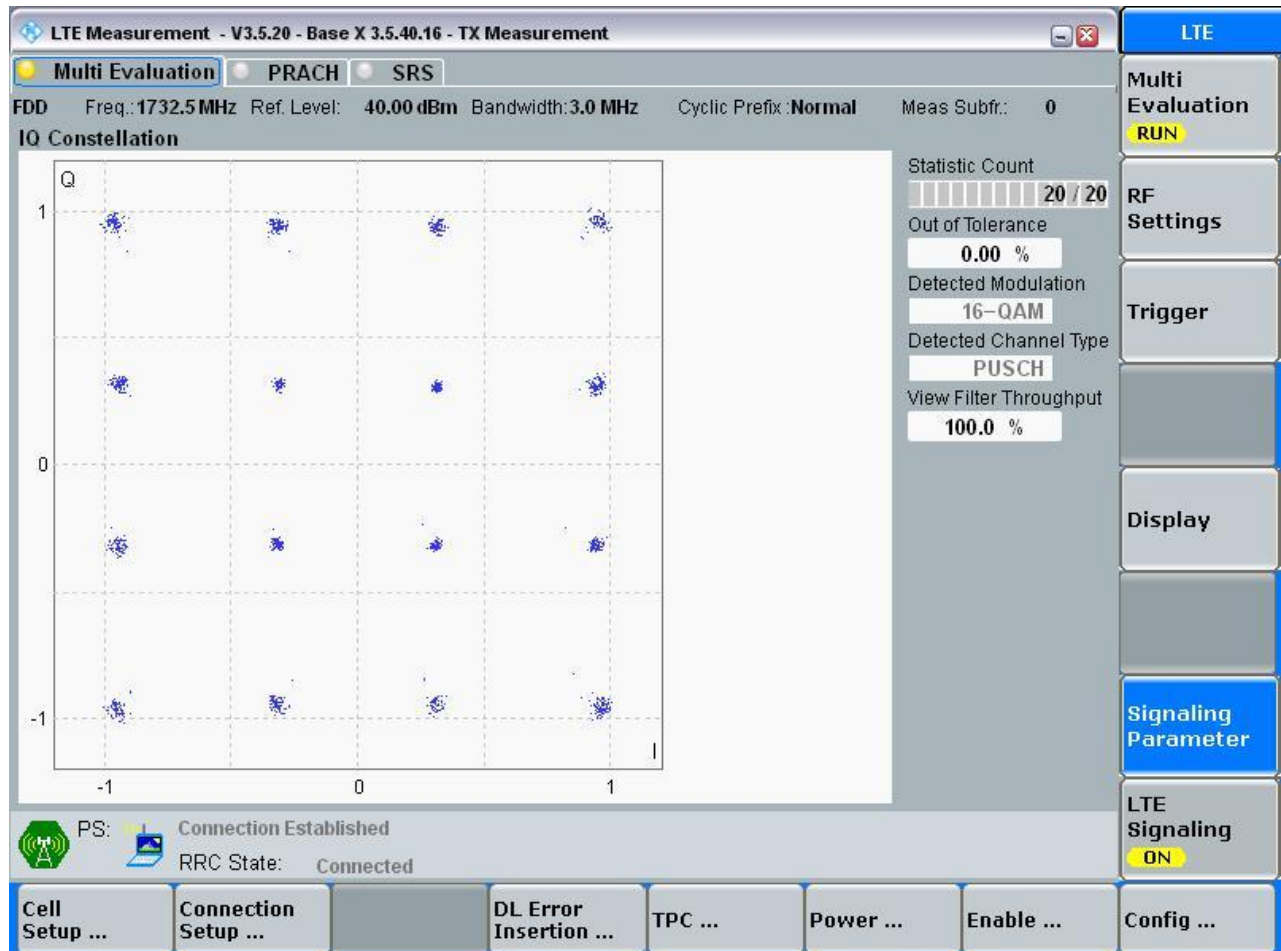 LTE Measurement - V3.5.20 - Base X 3.5.40.16 - TX Measurement
LTE
Multi Evaluation PRACH SRS
FDD Freq.: 1732.5 MHz Ref. Level: 40.00 dBm Bandwidth: 3.0 MHz Cyclic Prefix : Normal Meas Subfr.: 0
IQ Constellation
Q
1
0
-1
-1 0 1
I
Statistic Count
20 / 20
Out of Tolerance
0.00 %
Detected Modulation
16-QAM
Detected Channel Type
PUSCH
View Filter Throughput
100.0 %
Multi
Evaluation
RUN
RF
Settings
Trigger
Display
Signaling
Parameter
LTE
Signaling
ON
PS: Connection Established
RRC State: Connected
Cell
Setup ...
Connection
Setup ...
DL Error
Insertion ...
TPC ...
Power ...
Enable ...
Config ...